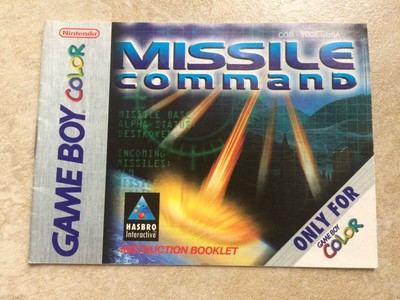 Nintendo
GAME BOY COLOR
MISSILE
COMMAND
MISSILE BASE
ALPHA STATUS
DESTROYED
INCOMING
MISSILES:
HASBRO
Interactive
INSTRUCTION BOOKLET
ONLY FOR
GAME BOY
COLOR